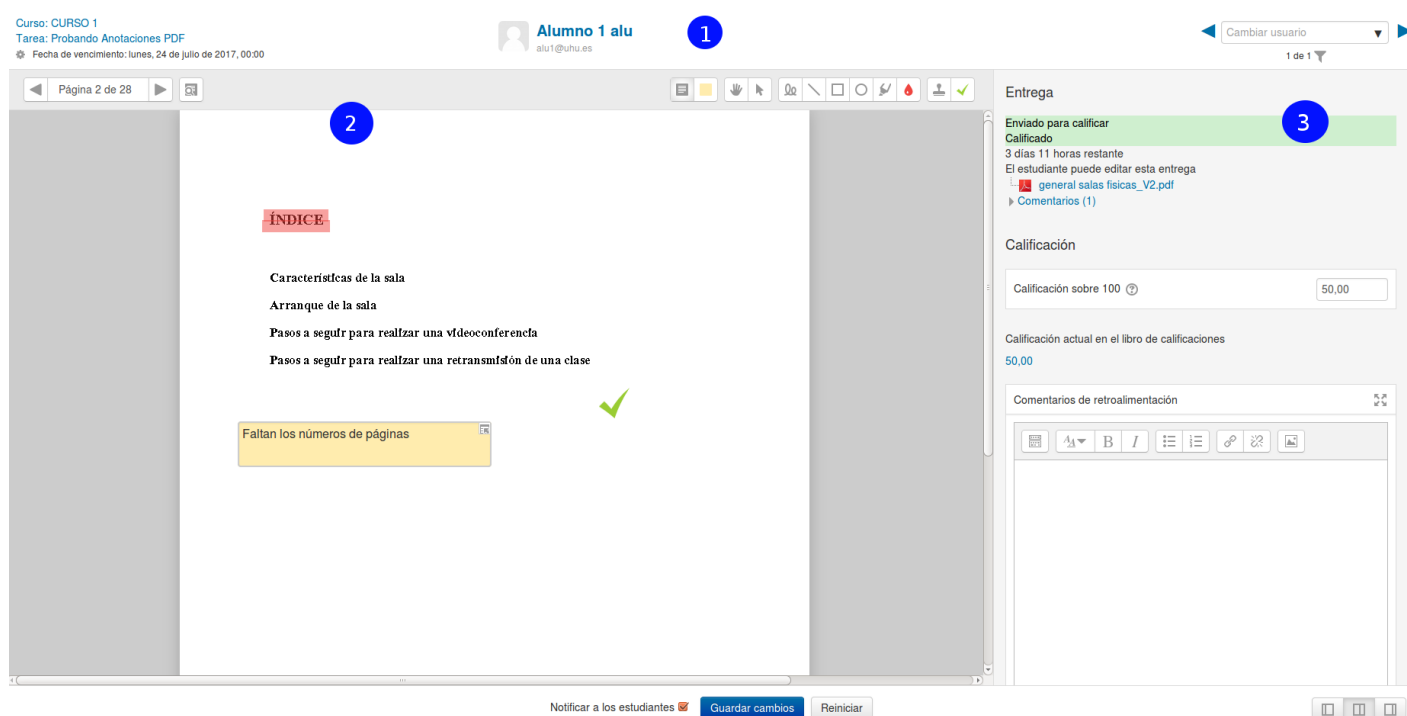 Curso: CURSO 1
Tarea: Probando Anotaciones PDF
Fecha de vencimiento: lunes, 24 de julio de 2017, 00:00
Alumno 1 alu
alu1@uhu.es
1
Cambiar usuario
1 de 1
Página 2 de 28
2
ÍNDICE
Características de la sala
Arranque de la sala
Pasos a seguir para realizar una videoconferencia
Pasos a seguir para realizar una retransmisión de una clase
Faltan los números de páginas
Entrega
3
Enviado para calificar
Calificado
3 días 11 horas restante
El estudiante puede editar esta entrega
general salas fisicas_V2.pdf
Comentarios (1)
Calificación
Calificación sobre 100
50,00
Calificación actual en el libro de calificaciones
50,00
Comentarios de retroalimentación
B I
Notificar a los estudiantes
Guardar cambios
Reiniciar